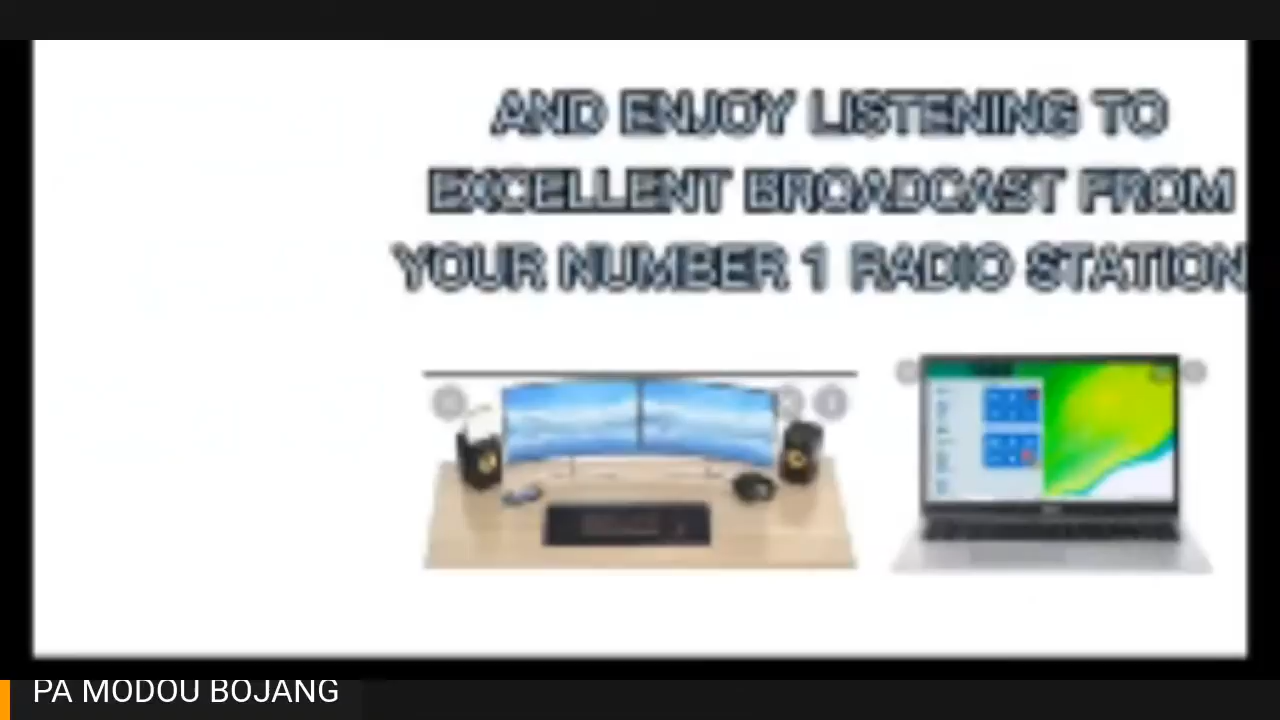 AND ENJOY LISTENING TO
EXCELLENT BROADCAST FROM
YOUR NUMBER 1 RADIO STATION
PA MODOU BOJANG